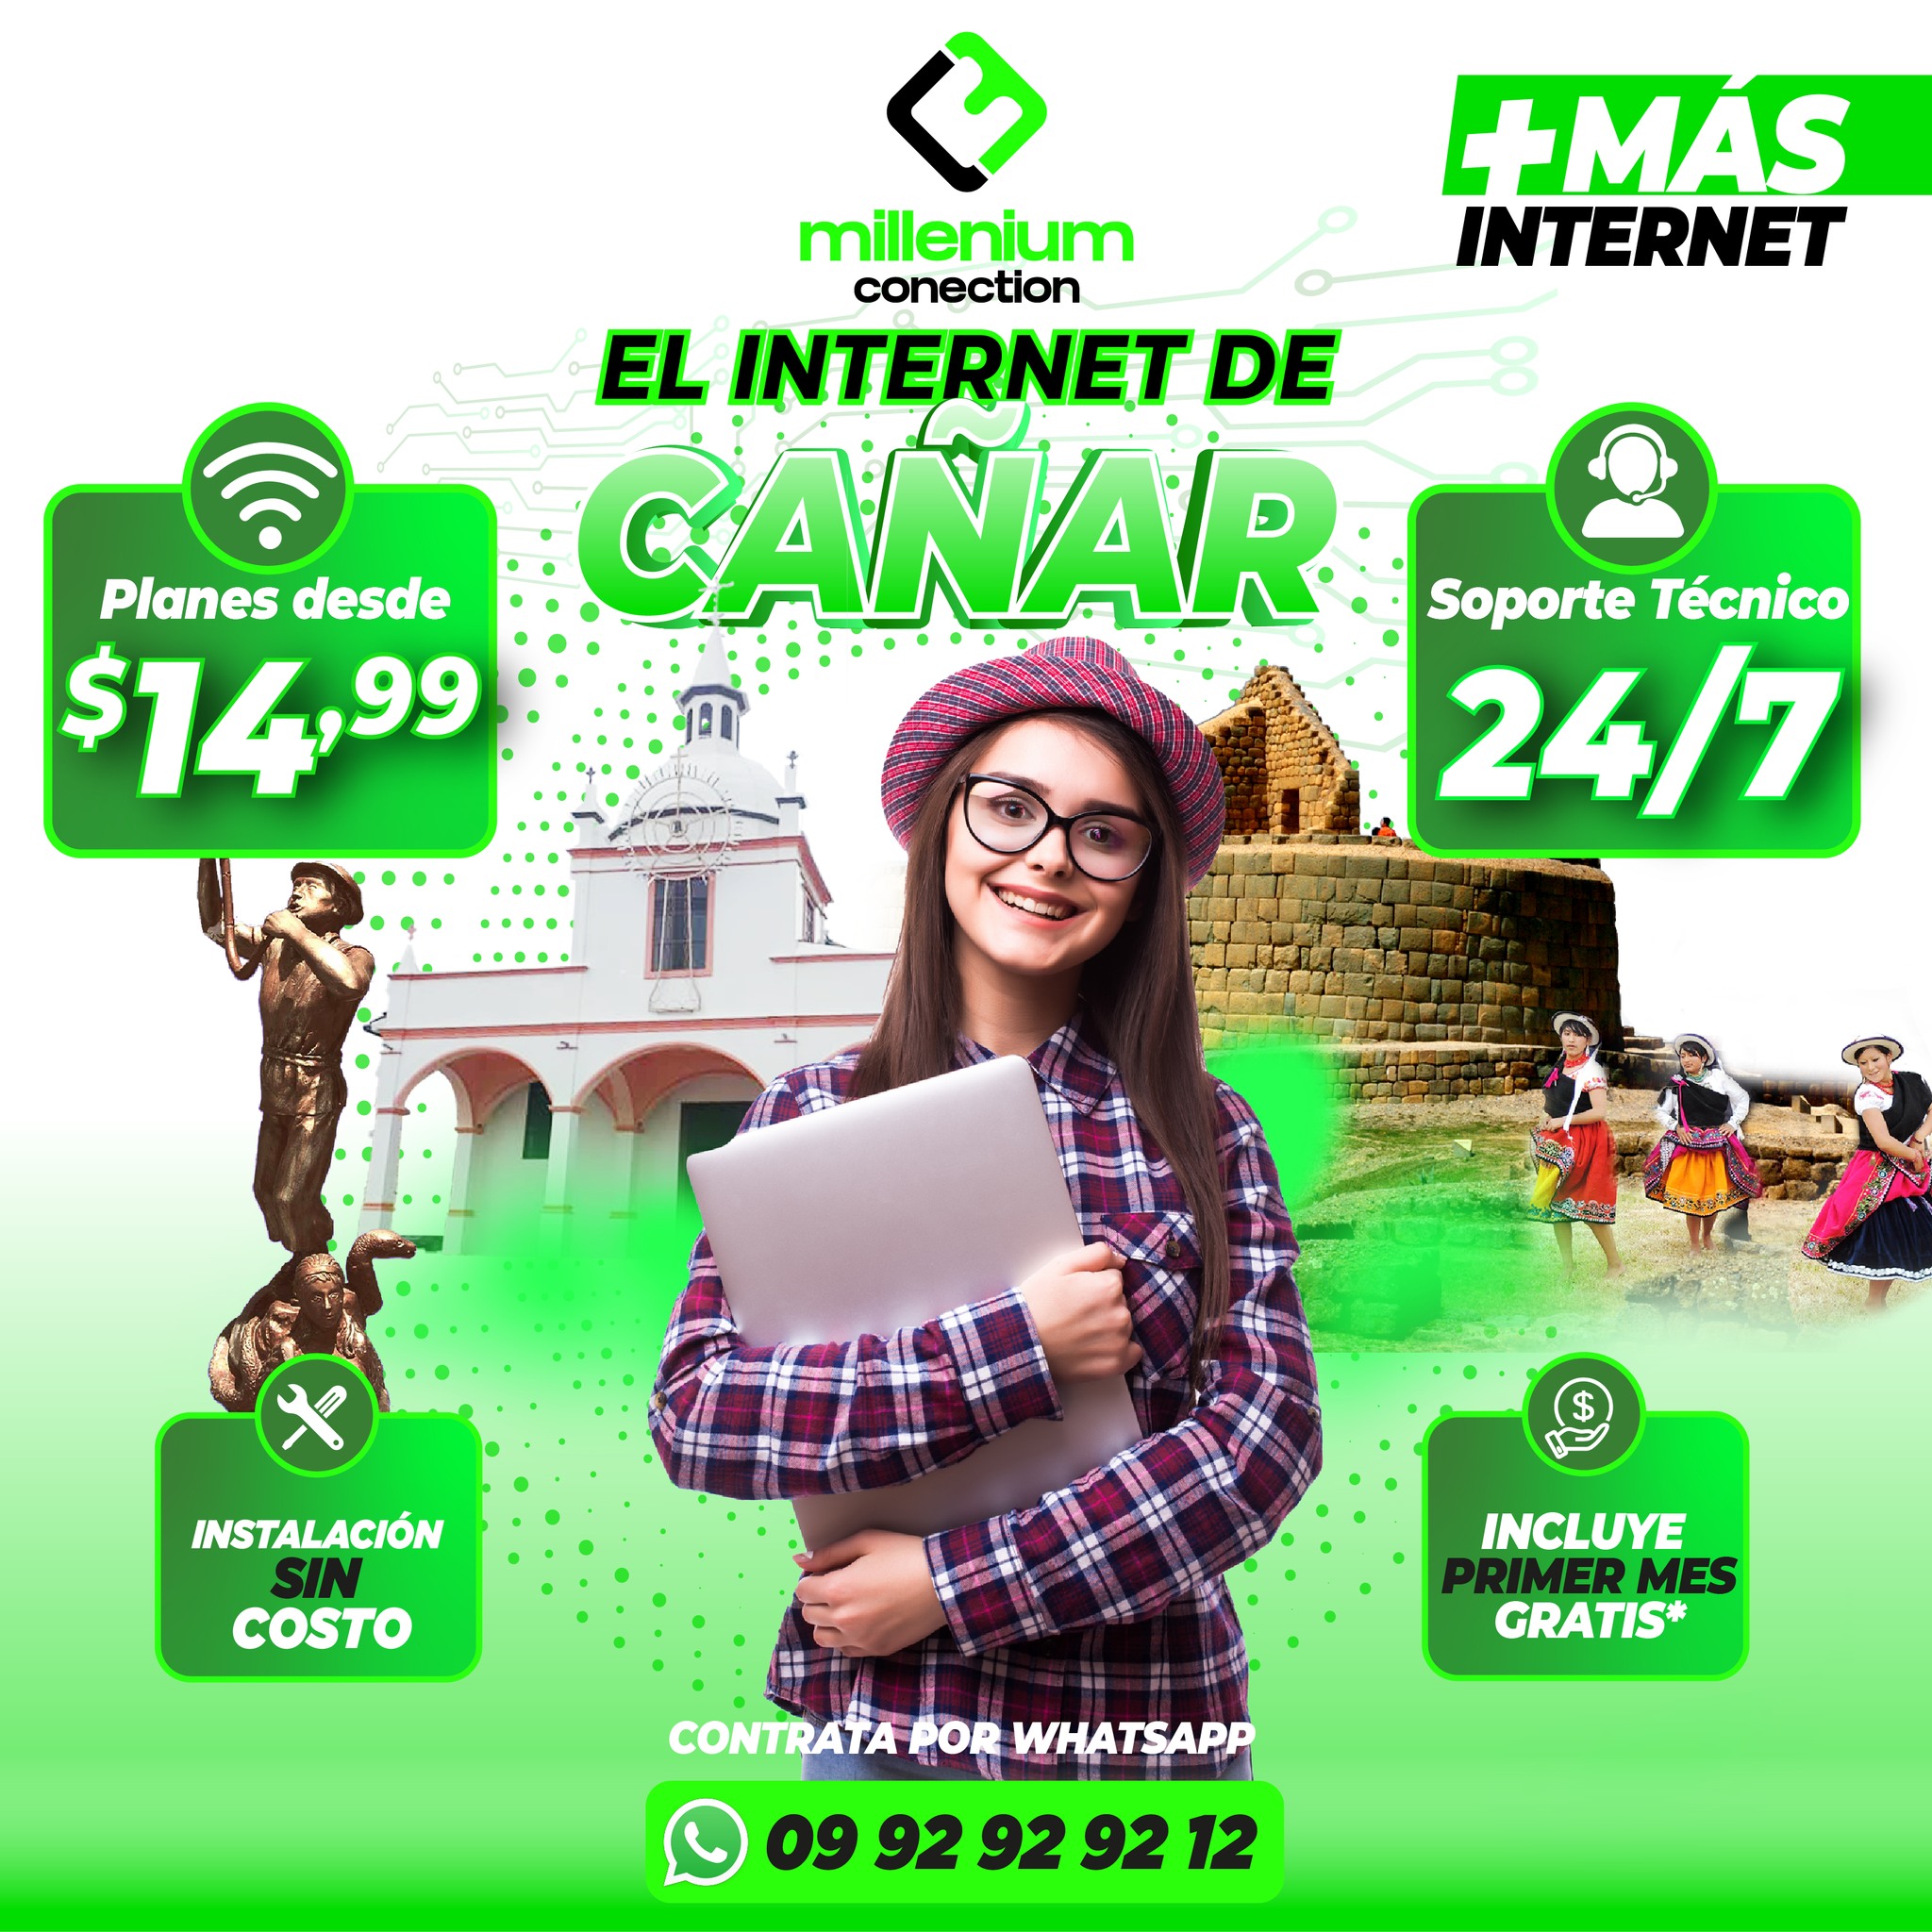 millenium
conection
+MÁS
INTERNET
EL INTERNET DE
CAÑAR
Planes desde
$14,99
Soporte Técnico
24/7
INSTALACIÓN
SIN
COSTO
INCLUYE
PRIMER MES
GRATIS*
CONTRATA POR WHATSAPP
09 92 92 92 12